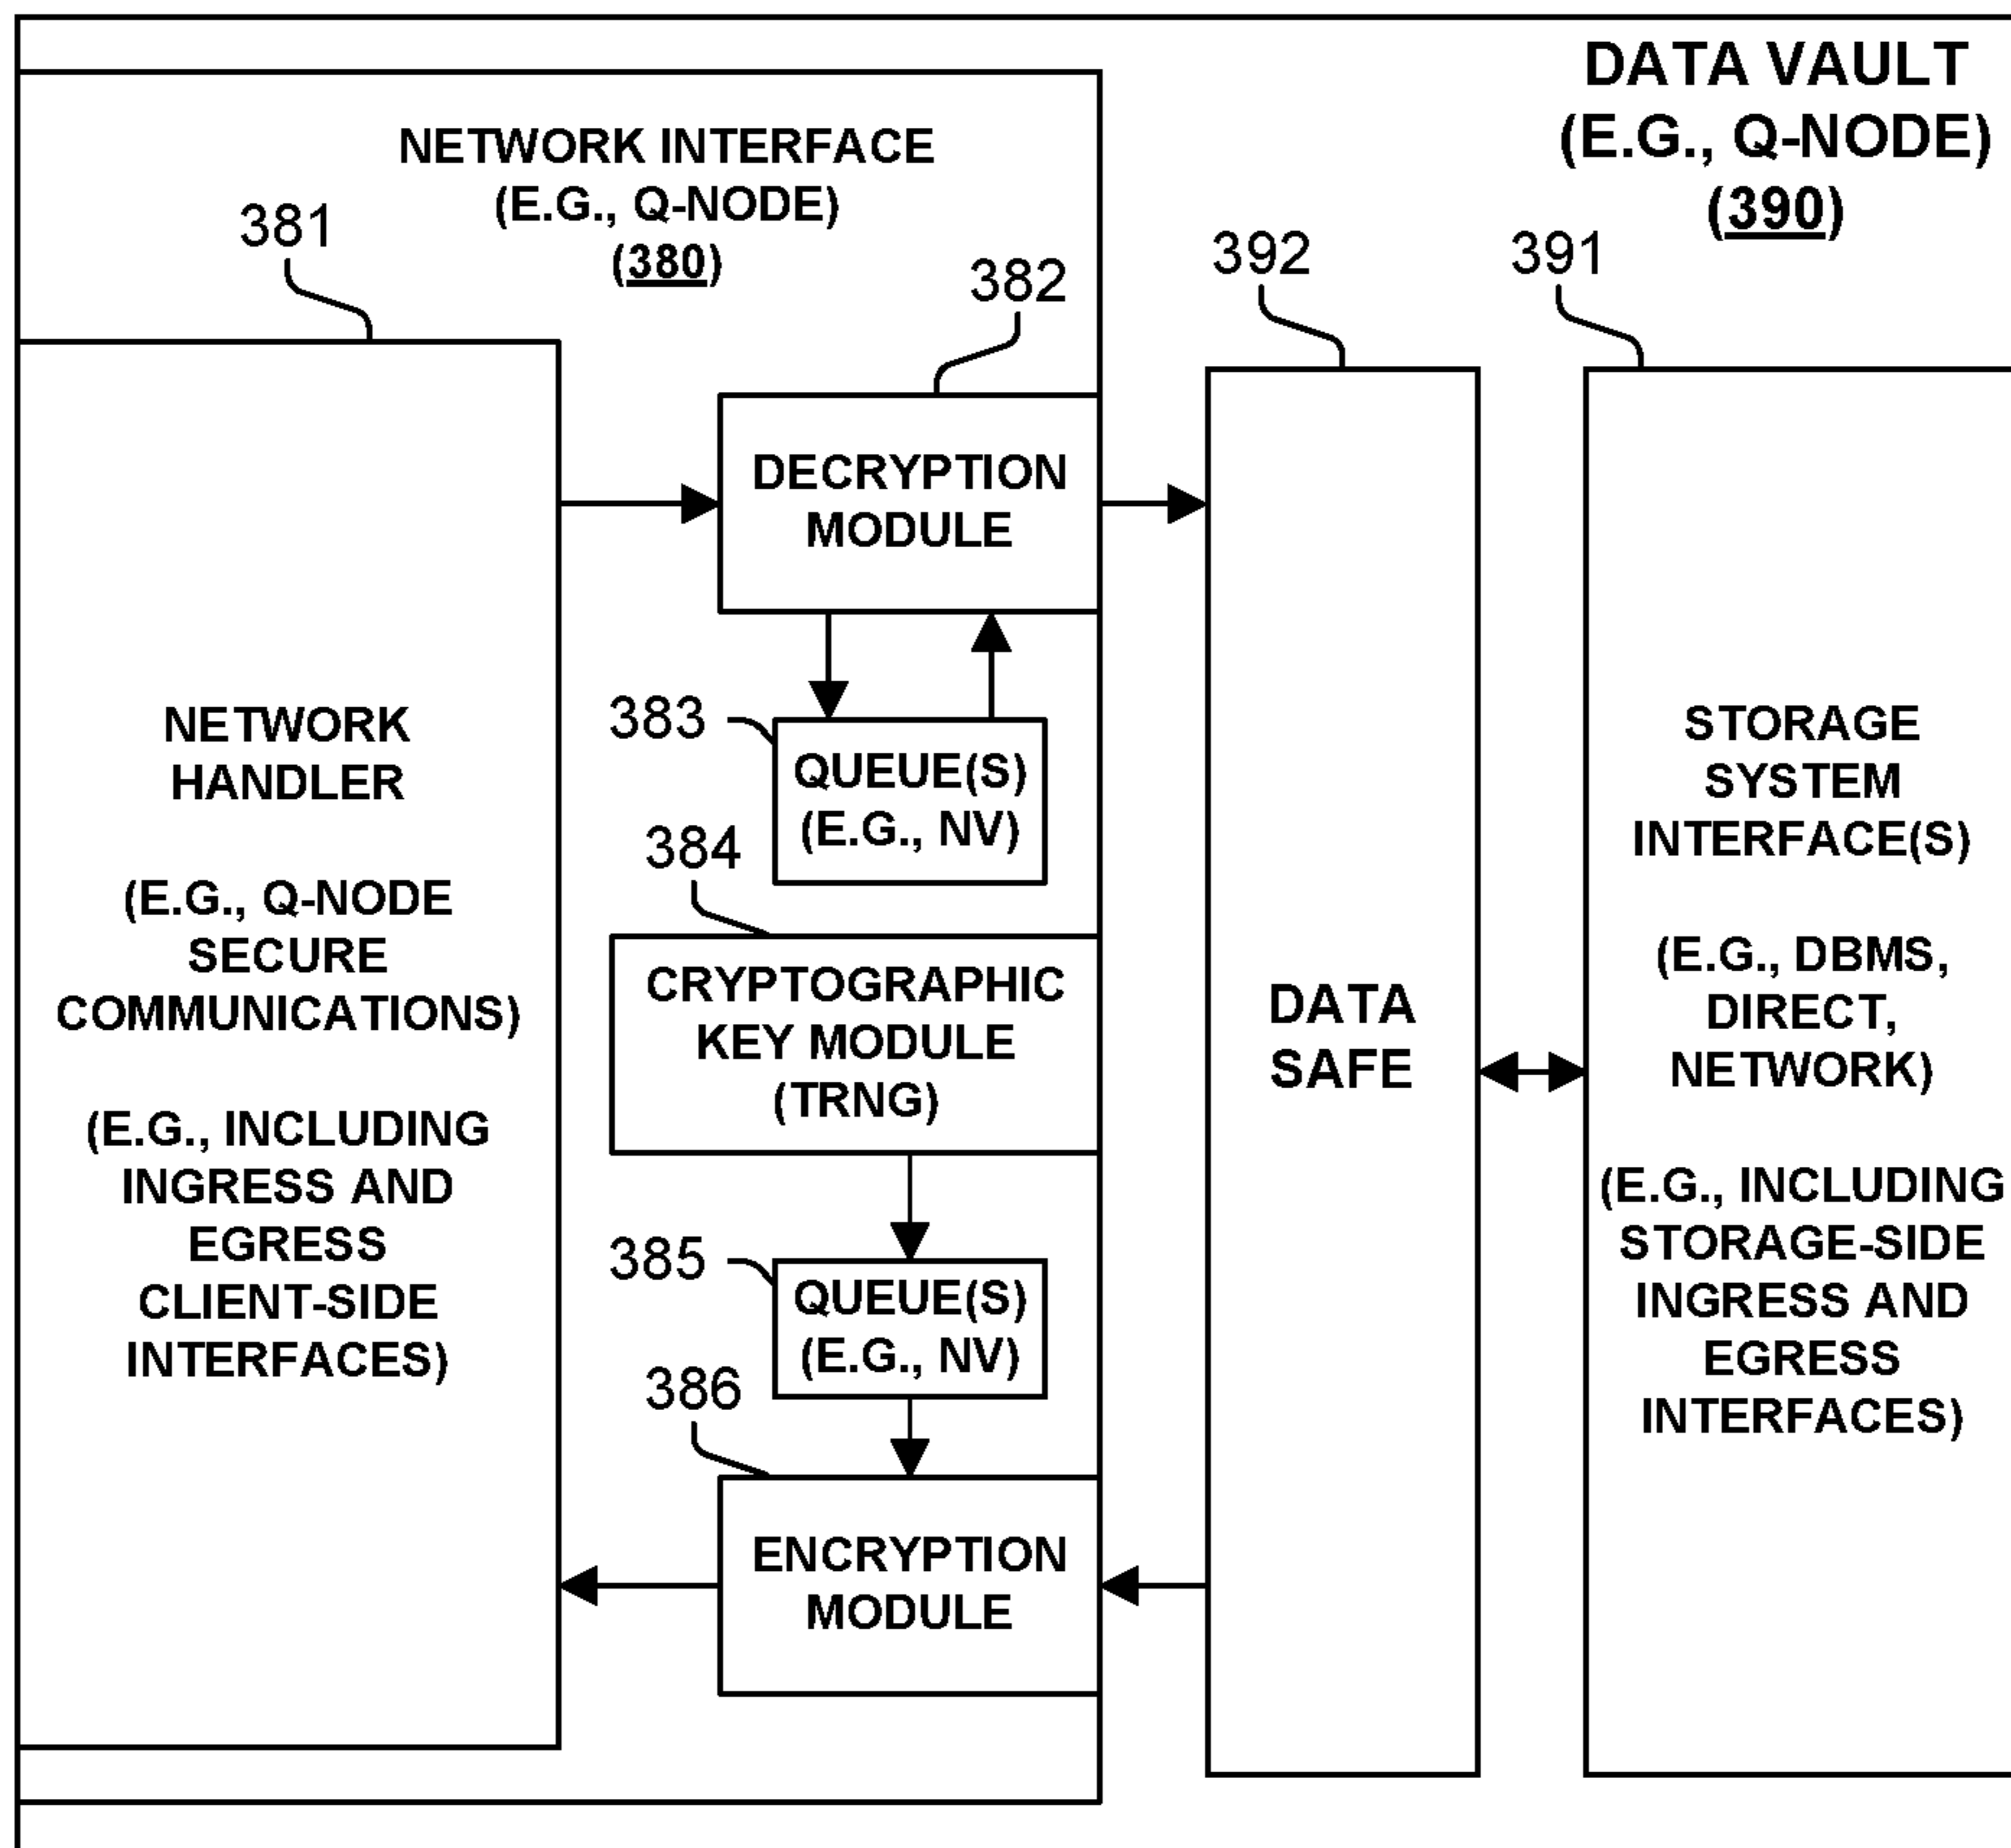 DATA VAULT
(E.G., Q-NODE)
(390)
NETWORK INTERFACE
(E.G., Q-NODE)
(380)
381
382
392
391
DECRYPTION
MODULE
383
QUEUE(S)
(E.G., NV)
384
CRYPTOGRAPHIC
KEY MODULE
(TRNG)
385
QUEUE(S)
(E.G., NV)
386
ENCRYPTION
MODULE
NETWORK
HANDLER
(E.G., Q-NODE
SECURE
COMMUNICATIONS)
(E.G., INCLUDING
INGRESS AND
EGRESS
CLIENT-SIDE
INTERFACES)
DATA
SAFE
STORAGE
SYSTEM
INTERFACE(S)
(E.G., DBMS,
DIRECT,
NETWORK)
(E.G., INCLUDING
STORAGE-SIDE
INGRESS AND
EGRESS
INTERFACES)